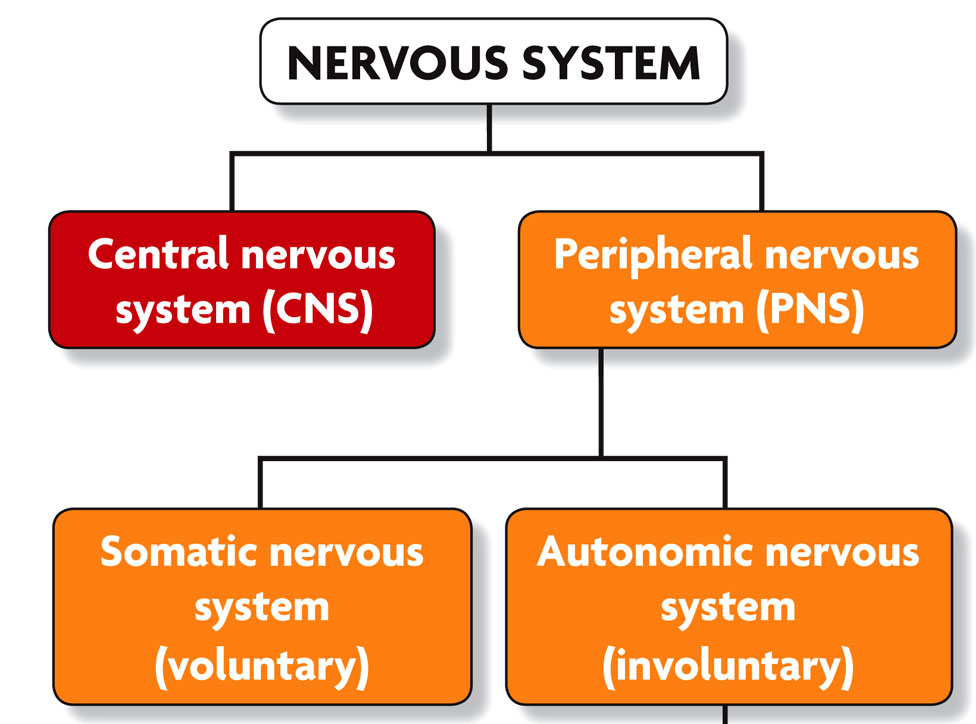 NERVOUS SYSTEM
Central nervous
system (CNS)
Peripheral nervous
system (PNS)
Somatic nervous
system
(voluntary)
Autonomic nervous
system
(involuntary)